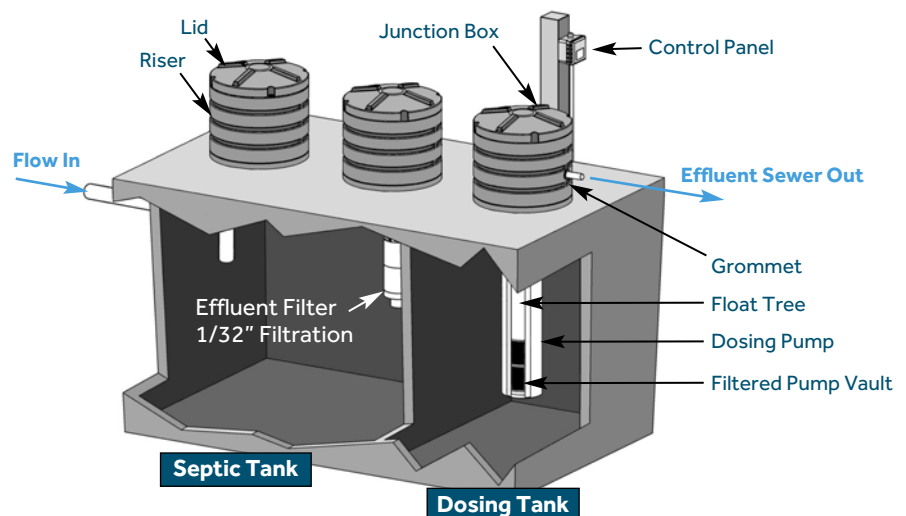 Lid
Junction Box
Control Panel
Riser
Flow In
Effluent Sewer Out
Grommet
Effluent Filter
1/32” Filtration
Float Tree
Dosing Pump
Filtered Pump Vault
Septic Tank
Dosing Tank